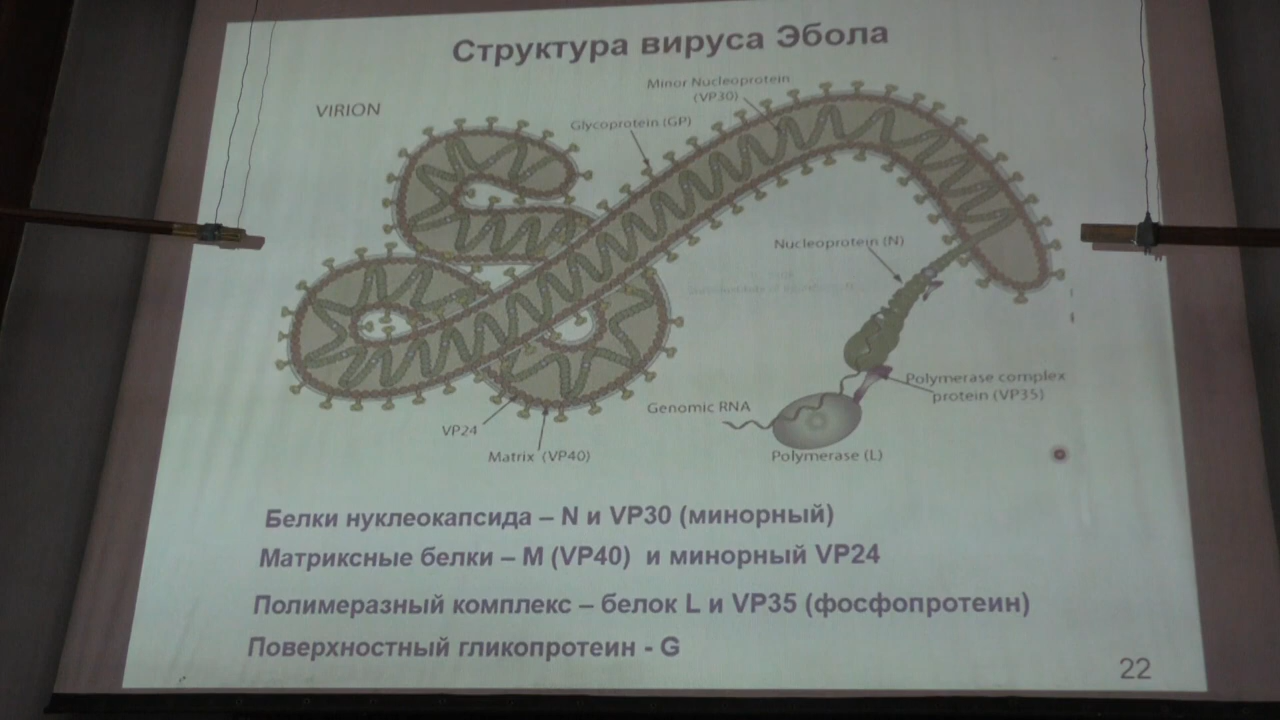 Структура вируса Эбола
Minor Nucleoprotein
(VP30)
VIRION
Glycoprotein (GP)
Nucleoprotein (N)
Polymerase complex
protein (VP35)
Genomic RNA
VP24
Matrix (VP40)
Polymerase (L)
Белки нуклеокапсида – N и VP30 (минорный)
Матриксные белки – M (VP40) и минорный VP24
Полимеразный комплекс – белок L и VP35 (фосфопротеин)
Поверхностный гликопротеин - G
22